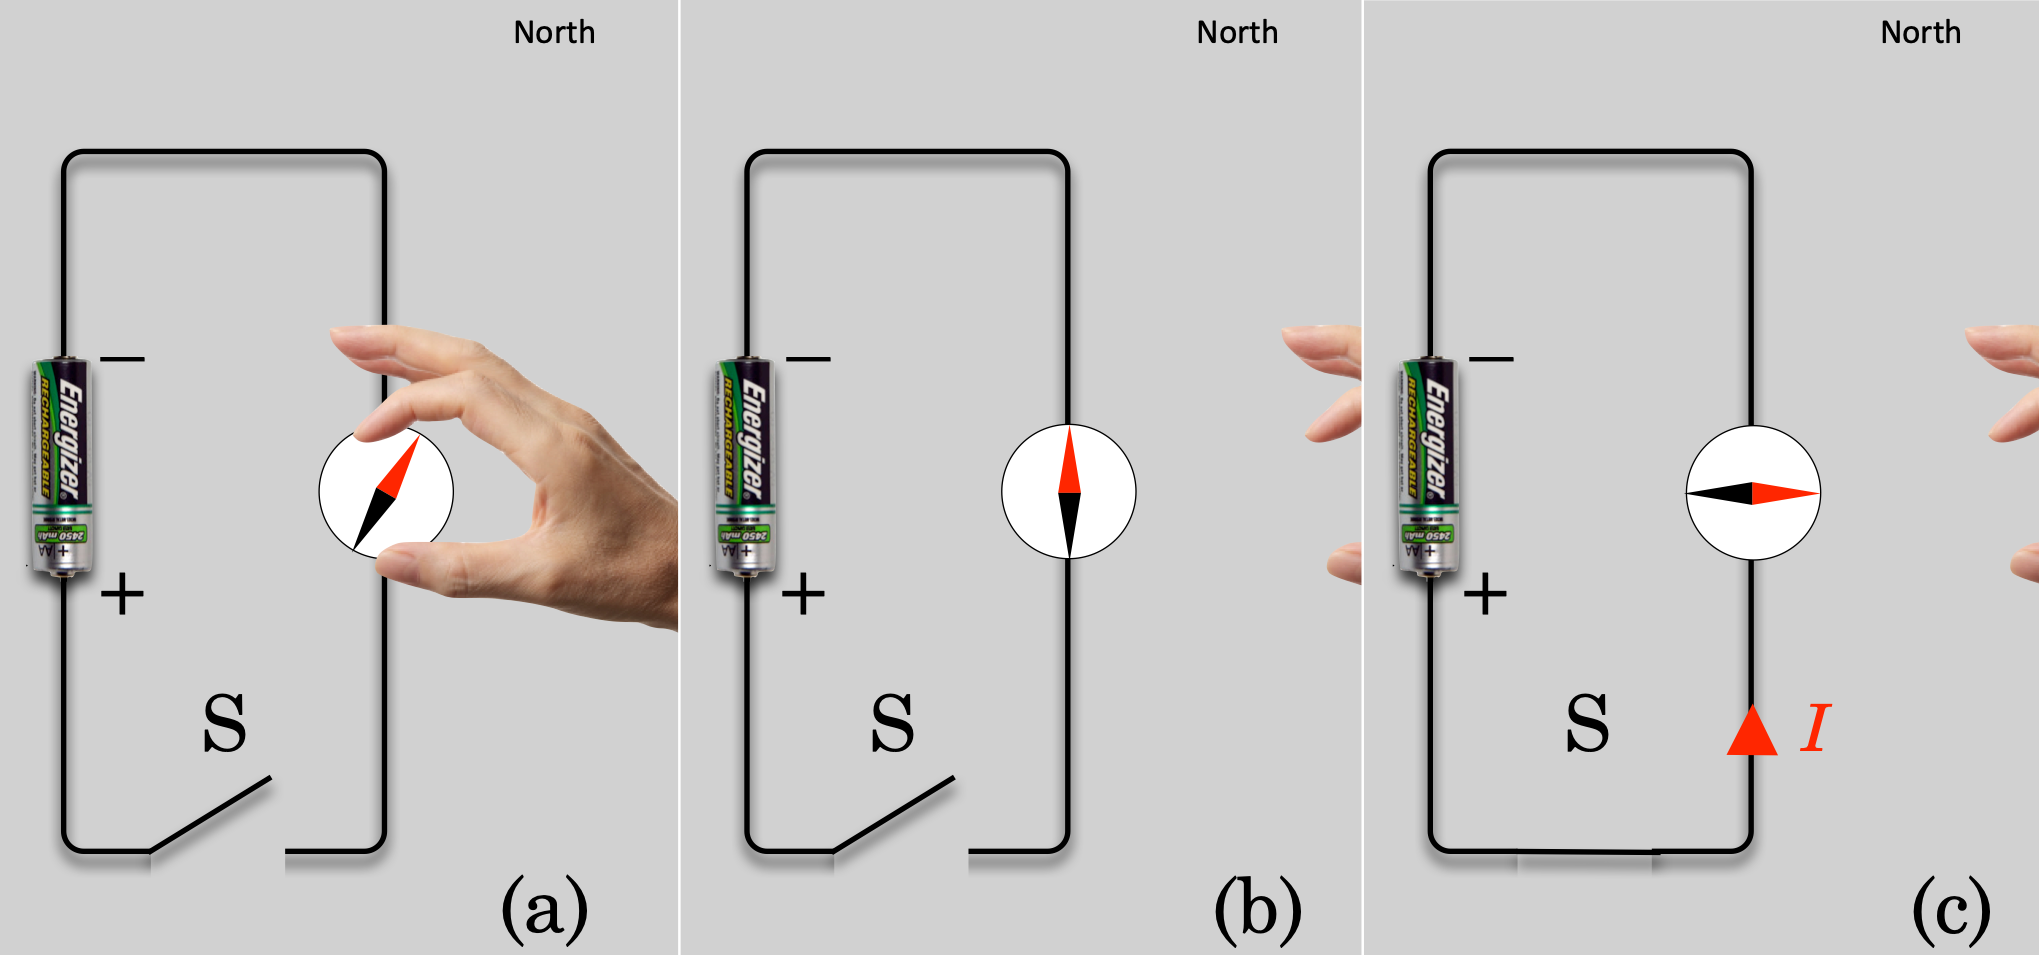 North
−
Energizer
RECHARGEABLE
2450 mAh
+ AA
+
S
(a)
North
−
Energizer
RECHARGEABLE
2450 mAh
+ AA
+
S
(b)
North
−
Energizer
RECHARGEABLE
2450 mAh
+ AA
+
S
I
(c)